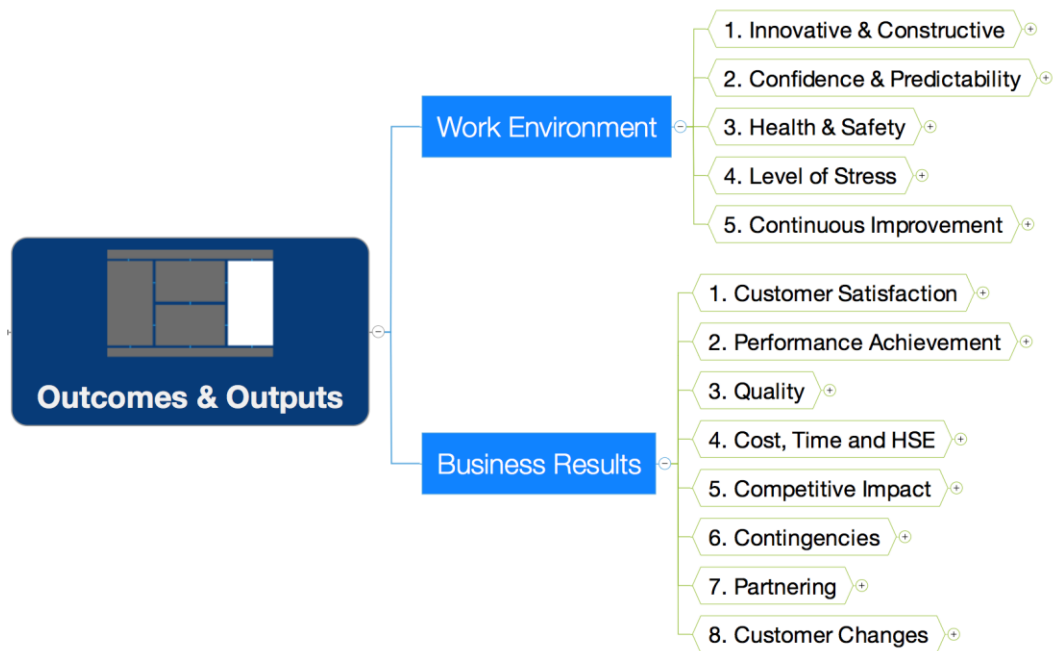 Outcomes & Outputs
Work Environment
1. Innovative & Constructive
2. Confidence & Predictability
3. Health & Safety
4. Level of Stress
5. Continuous Improvement
Business Results
1. Customer Satisfaction
2. Performance Achievement
3. Quality
4. Cost, Time and HSE
5. Competitive Impact
6. Contingencies
7. Partnering
8. Customer Changes